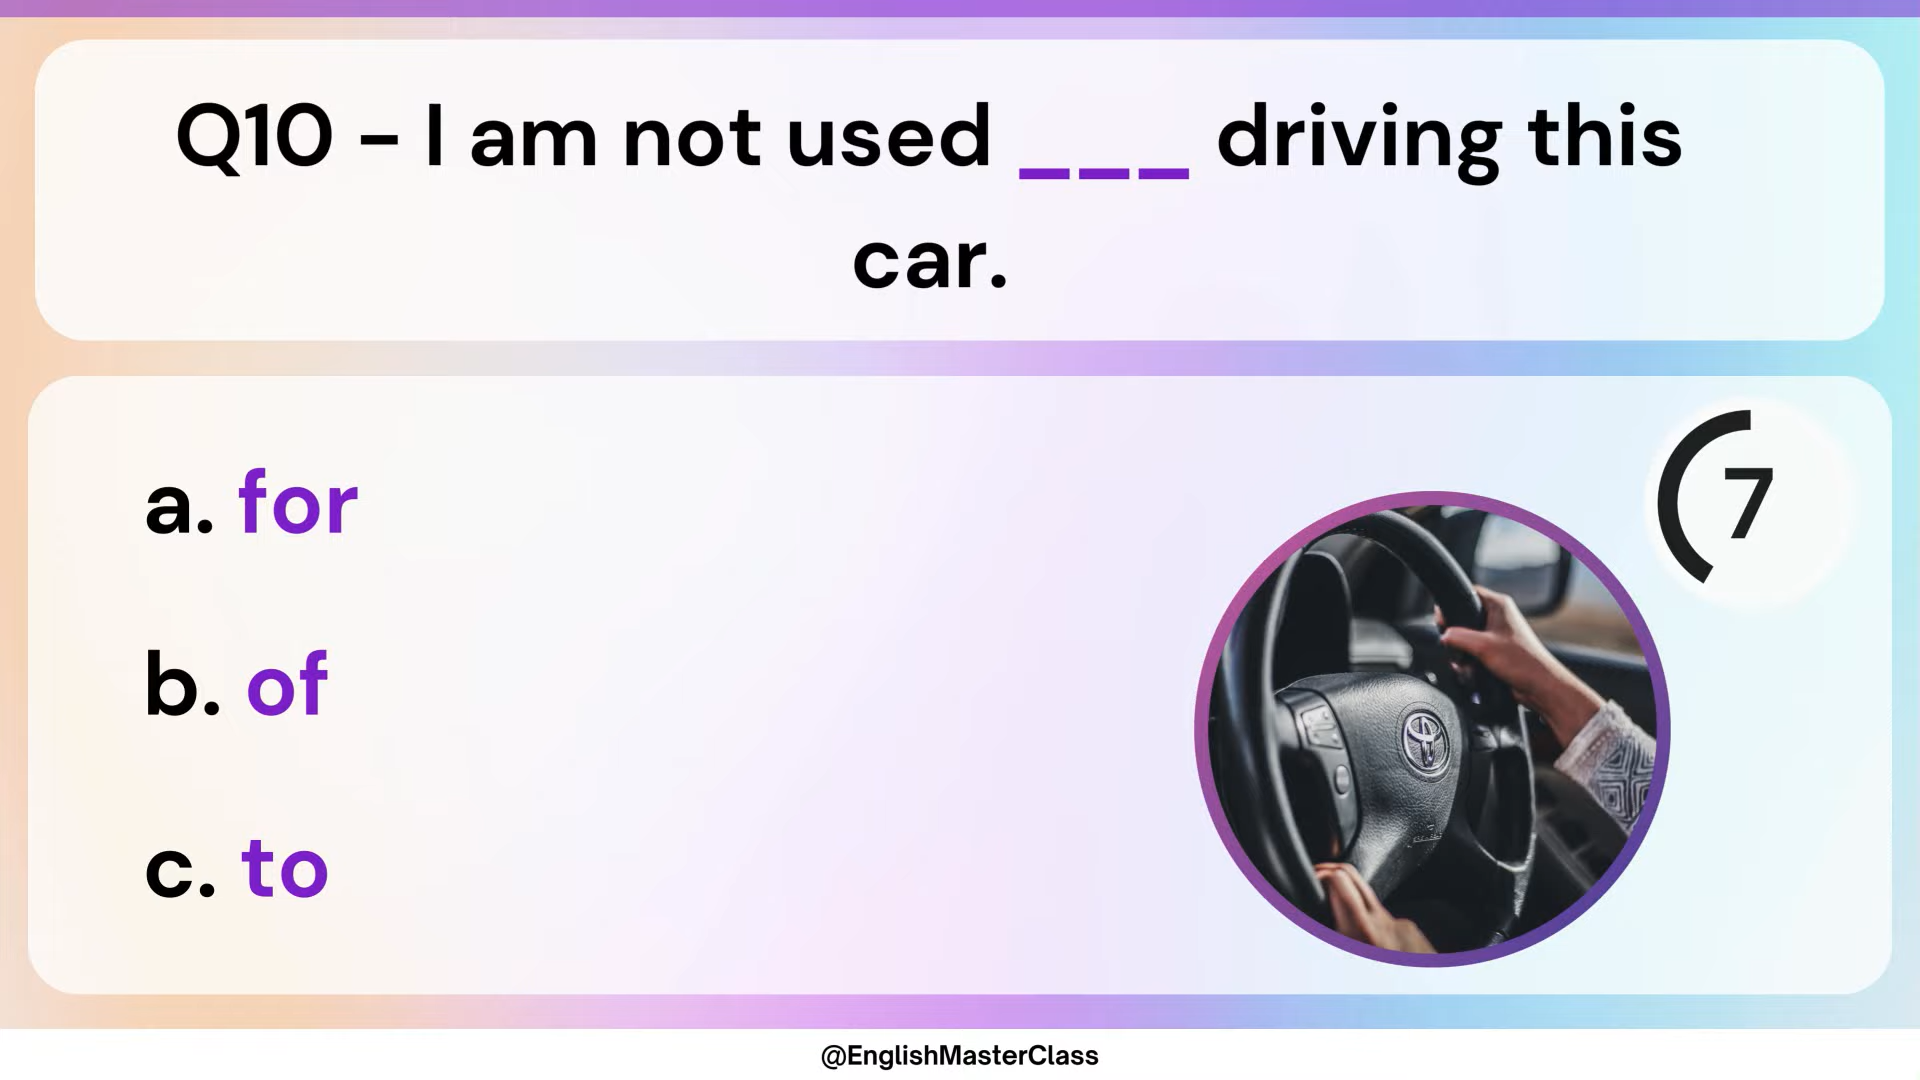 Q10 – I am not used ___ driving this
car.
7
a. for
b. of
c. to
@EnglishMasterClass